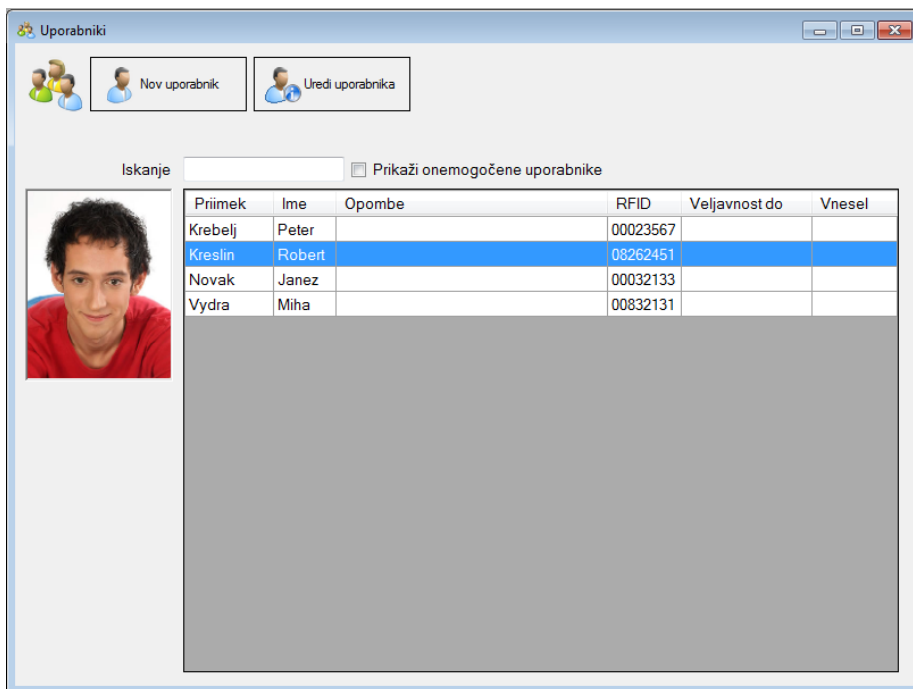 Uporabniki
Nov uporabnik Uredi uporabnika
Iskanje Prikaži onemogočene uporabnike
Priimek Ime Opombe RFID Veljavnost do Vnesel
Krebelj Peter 00023567
Kreslin Robert 08262451
Novak Janez 00032133
Vydra Miha 00832131